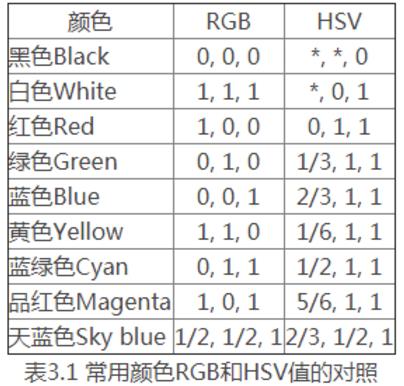 颜色 RGB HSV
黑色Black 0, 0, 0 *, *, 0
白色White 1, 1, 1 *, 0, 1
红色Red 1, 0, 0 0, 1, 1
绿色Green 0, 1, 0 1/3, 1, 1
蓝色Blue 0, 0, 1 2/3, 1, 1
黄色Yellow 1, 1, 0 1/6, 1, 1
蓝绿色Cyan 0, 1, 1 1/2, 1, 1
品红色Magenta 1, 0, 1 5/6, 1, 1
天蓝色Sky blue 1/2, 1/2, 1 2/3, 1/2, 1
表3.1 常用颜色RGB和HSV值的对照